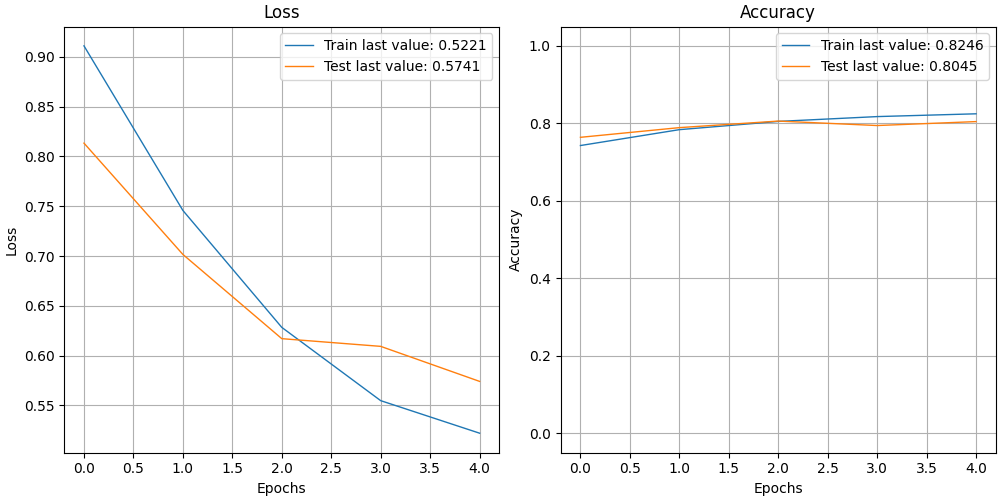 Loss
Train last value: 0.5221
Test last value: 0.5741
0.90
0.85
0.80
0.75
0.70
0.65
0.60
0.55
Loss
0.0 0.5 1.0 1.5 2.0 2.5 3.0 3.5 4.0
Epochs
Accuracy
Train last value: 0.8246
Test last value: 0.8045
1.0
0.8
0.6
0.4
0.2
0.0
Accuracy
0.0 0.5 1.0 1.5 2.0 2.5 3.0 3.5 4.0
Epochs